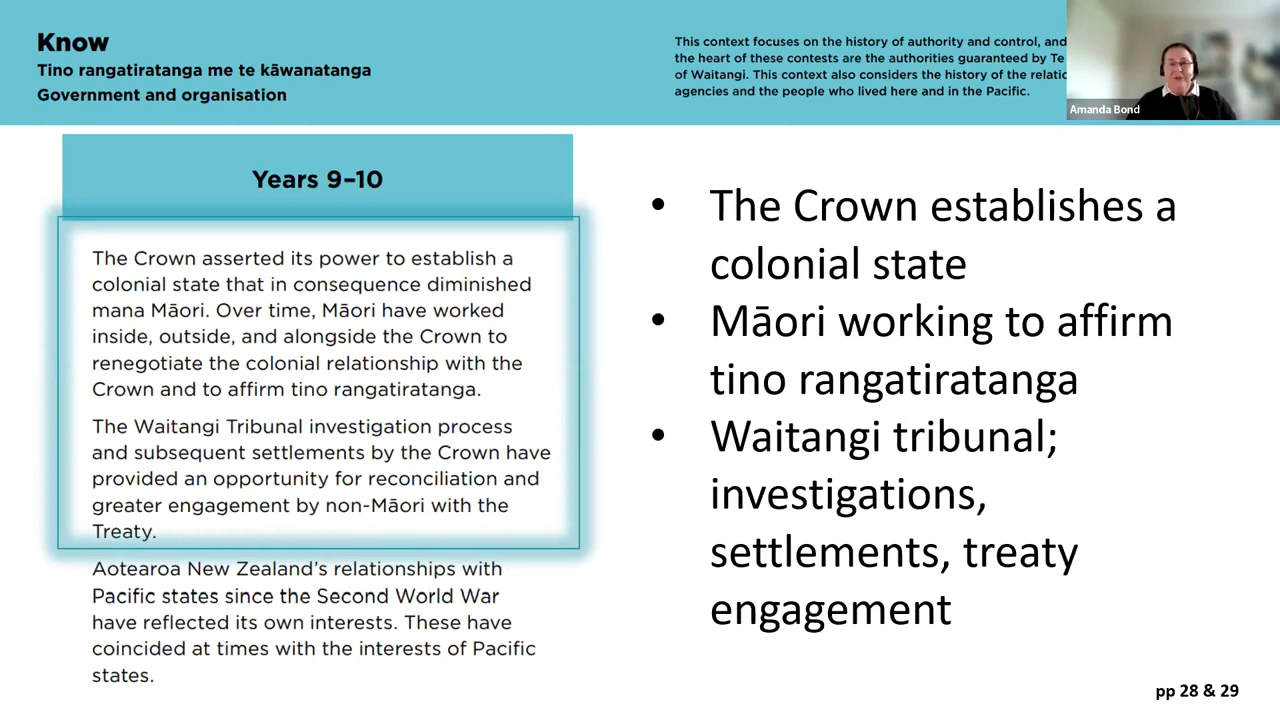 Know
Tino rangatiratanga me te kāwanatanga
Government and organisation
This context focuses on the history of authority and control, and
the heart of these contests are the authorities guaranteed by Te
of Waitangi. This context also considers the history of the
agencies and the people who lived here and in the Pacific.
Amanda Bond
Years 9–10
The Crown asserted its power to establish a
colonial state that in consequence diminished
mana Māori. Over time, Māori have worked
inside, outside, and alongside the Crown to
renegotiate the colonial relationship with the
Crown and to affirm tino rangatiratanga.
The Waitangi Tribunal investigation process
and subsequent settlements by the Crown have
provided an opportunity for reconciliation and
greater engagement by non-Māori with the
Treaty.
Aotearoa New Zealand’s relationships with
Pacific states since the Second World War
have reflected its own interests. These have
coincided at times with the interests of Pacific
states.
• The Crown establishes a
colonial state
• Māori working to affirm
tino rangatiratanga
• Waitangi tribunal;
investigations,
settlements, treaty
engagement
pp 28 & 29